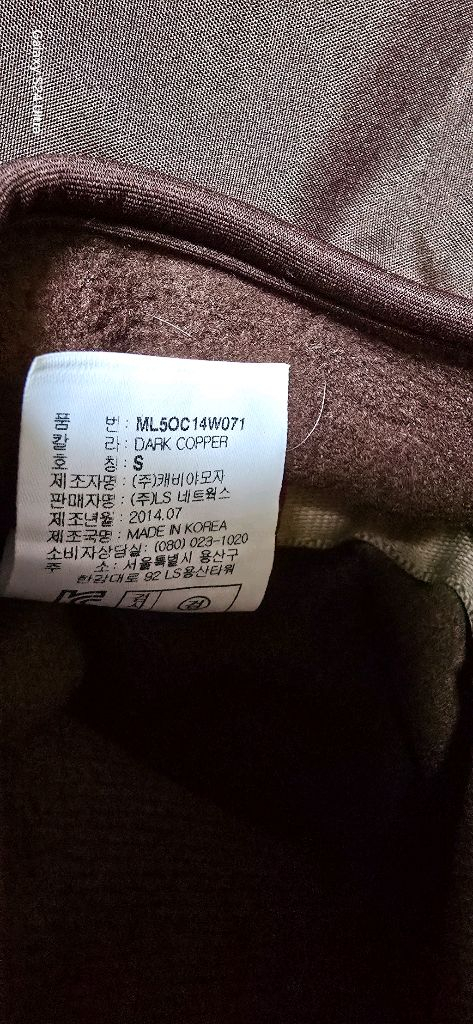 품 번 : ML5OC14W071
칼 라 : DARK COPPER
호 칭 : S
제조자명 : (주)캐비아모자
판매자명 : (주)LS 네트웍스
제조년월 : 2014.07
제조국명 : MADE IN KOREA
소비자상담실: (080) 023-1020
주 소 : 서울특별시 용산구
한강대로 92 LS용산타워